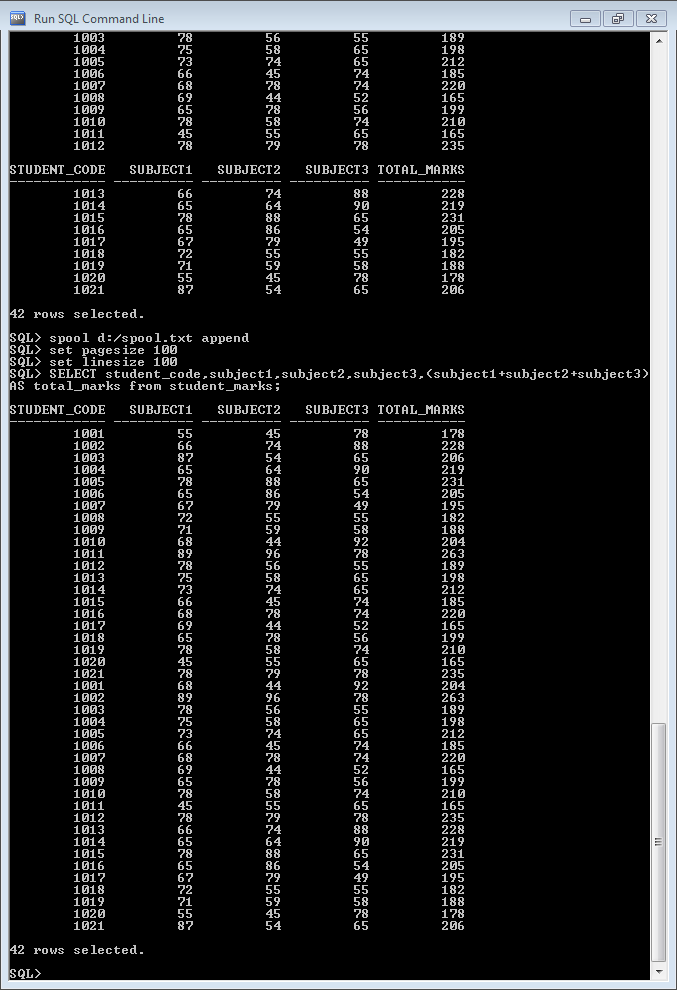 Run SQL Command Line
1003 78 56 55 189
1004 75 58 65 198
1005 73 74 65 212
1006 66 45 74 185
1007 68 78 74 220
1008 69 44 52 165
1009 65 78 56 199
1010 78 58 74 210
1011 45 55 65 165
1012 78 79 78 235
STUDENT_CODE SUBJECT1 SUBJECT2 SUBJECT3 TOTAL_MARKS
------------ ---------- ---------- ---------- -----------
1013 66 74 88 228
1014 65 64 90 219
1015 78 88 65 231
1016 65 86 54 205
1017 67 79 49 195
1018 72 55 55 182
1019 71 59 58 188
1020 55 45 78 178
1021 87 54 65 206
42 rows selected.
SQL> spool d:/spool.txt append
SQL> set pagesize 100
SQL> set linesize 100
SQL> SELECT student_code,subject1,subject2,subject3,(subject1+subject2+subject3)
AS total_marks from student_marks;
STUDENT_CODE SUBJECT1 SUBJECT2 SUBJECT3 TOTAL_MARKS
------------ ---------- ---------- ---------- -----------
1001 55 45 78 178
1002 66 74 88 228
1003 87 54 65 206
1004 65 64 90 219
1005 78 88 65 231
1006 65 86 54 205
1007 67 79 49 195
1008 72 55 55 182
1009 71 59 58 188
1010 68 44 92 204
1011 89 96 78 263
1012 78 56 55 189
1013 75 58 65 198
1014 73 74 65 212
1015 66 45 74 185
1016 68 78 74 220
1017 69 44 52 165
1018 65 78 56 199
1019 78 58 74 210
1020 45 55 65 165
1021 78 79 78 235
1001 68 44 92 204
1002 89 96 78 263
1003 78 56 55 189
1004 75 58 65 198
1005 73 74 65 212
1006 66 45 74 185
1007 68 78 74 220
1008 69 44 52 165
1009 65 78 56 199
1010 78 58 74 210
1011 45 55 65 165
1012 78 79 78 235
1013 66 74 88 228
1014 65 64 90 219
1015 78 88 65 231
1016 65 86 54 205
1017 67 79 49 195
1018 72 55 55 182
1019 71 59 58 188
1020 55 45 78 178
1021 87 54 65 206
42 rows selected.
SQL>